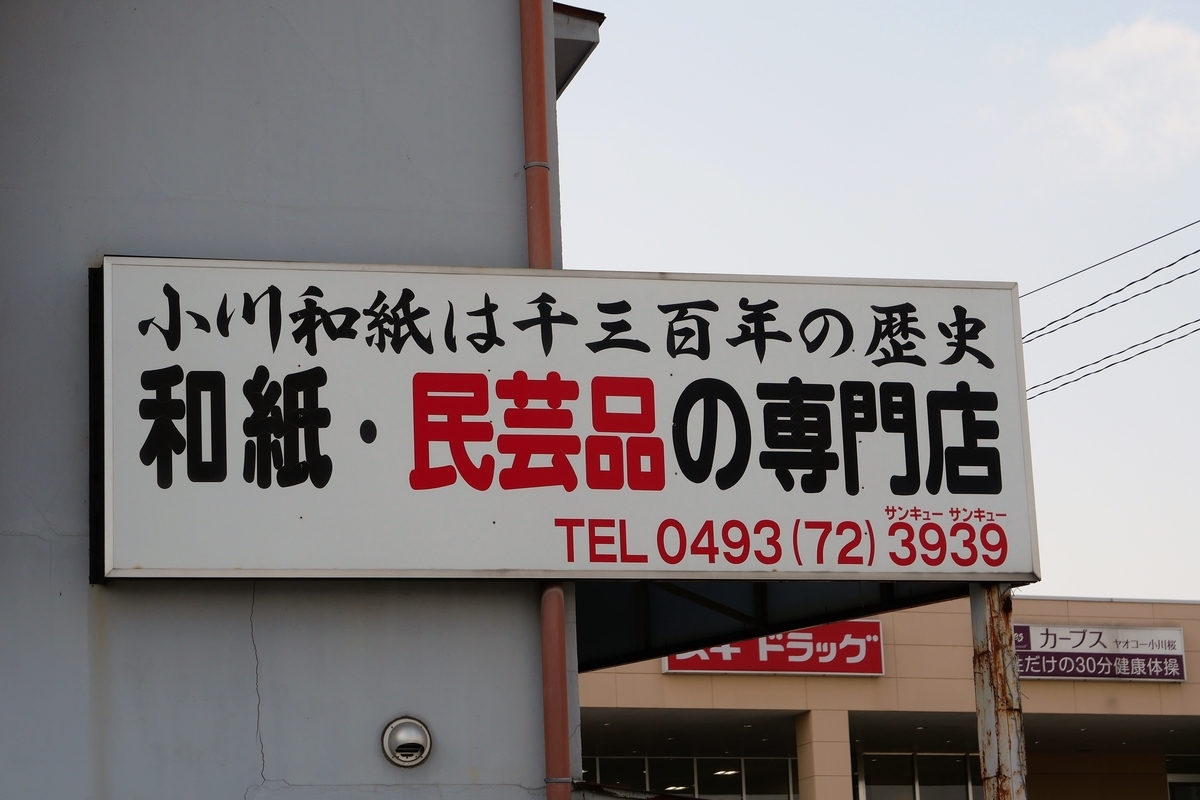 小川和紙は千三百年の歴史
和紙・民芸品の専門店
サンキュー サンキュー
TEL 0493(72)3939
ドラッグ
カーブス ヤオコー小川桜
だけの30分健康体操